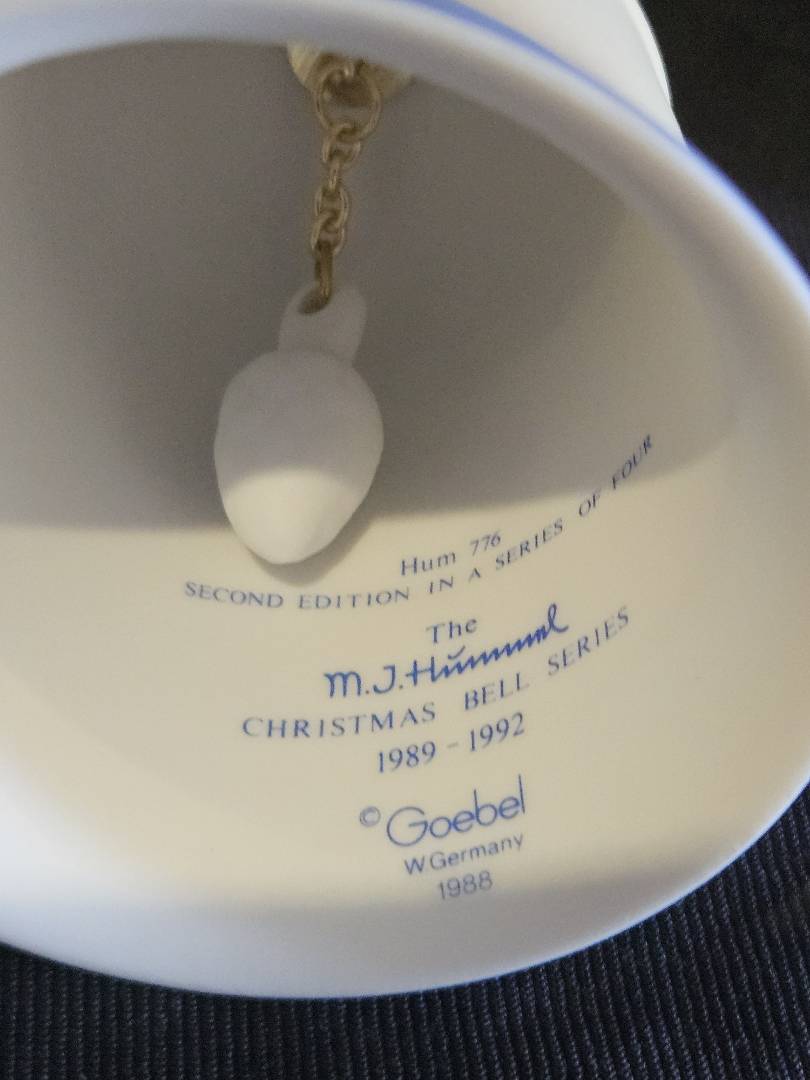 Hum 776
SECOND EDITION IN A SERIES OF FOUR
The
M.J.Hummel
CHRISTMAS BELL SERIES
1989 - 1992
© Goebel
W.Germany
1988